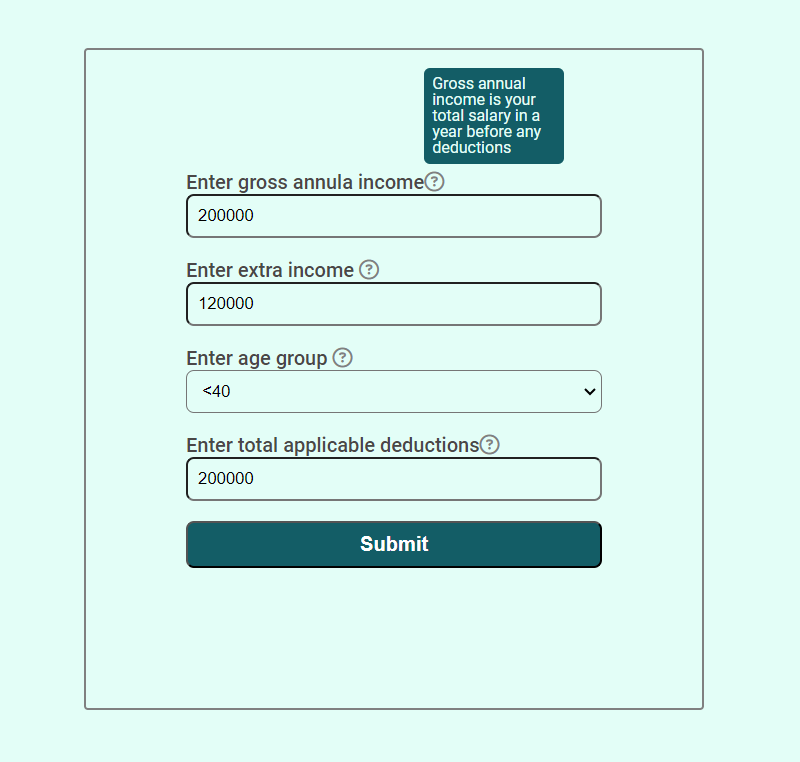 Gross annual
income is your
total salary in a
year before any
deductions
Enter gross annula income?
200000
Enter extra income ?
120000
Enter age group ?
<40
Enter total applicable deductions?
200000
Submit